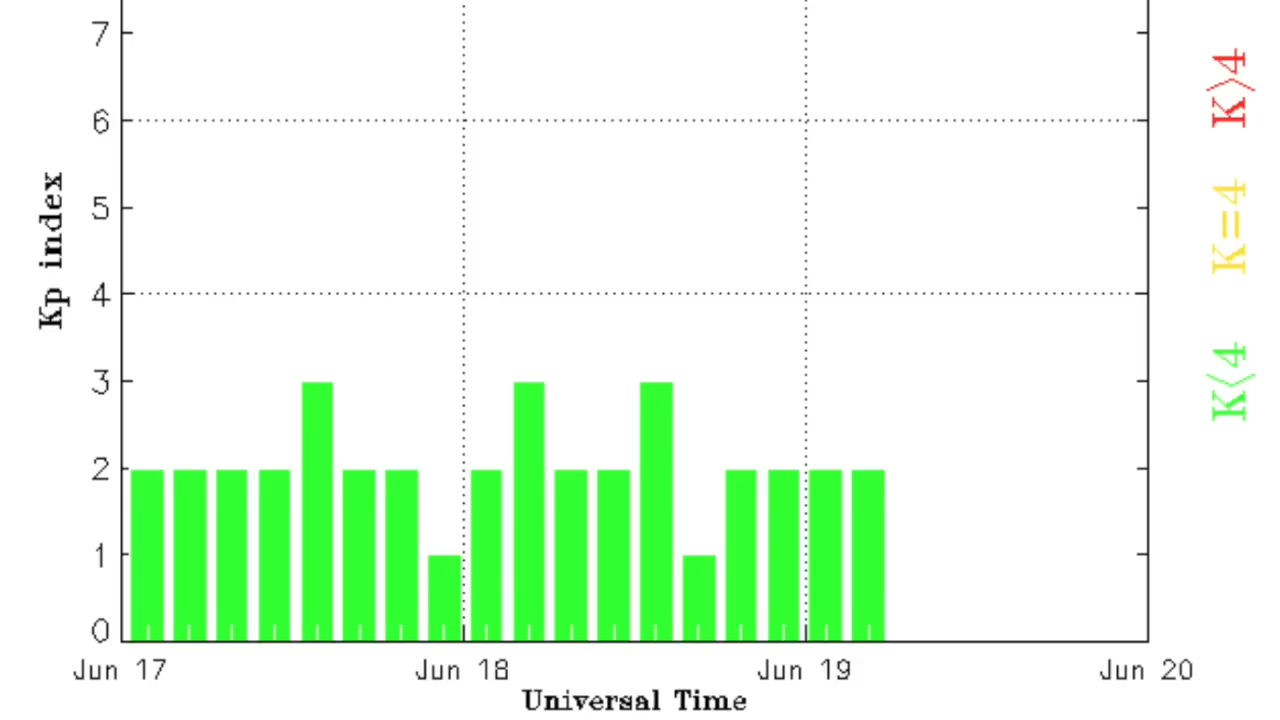 7
6
5
4
3
2
1
0
Kp index
Jun 17
Jun 18
Jun 19
Jun 20
Universal Time
K>4
K=4
K<4